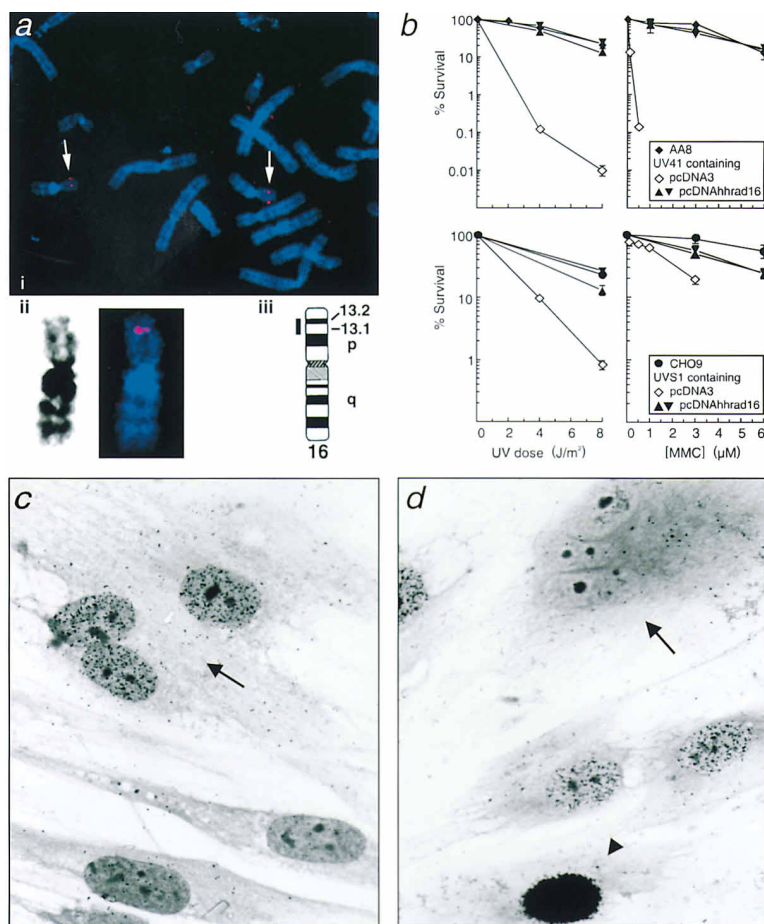 a
i
ii
iii
13.2
13.1
p
q
16
b
% Survival
100
10
1
0.1
0.01
◆ AA8
UV41 containing
◇ pcDNA3
▲▼ pcDNAhhrad16
% Survival
100
10
1
● CHO9
UVS1 containing
◇ pcDNA3
▲▼ pcDNAhhrad16
0 2 4 6 8
UV dose (J/m²)
0 1 2 3 4 5 6
[MMC] (µM)
c
d